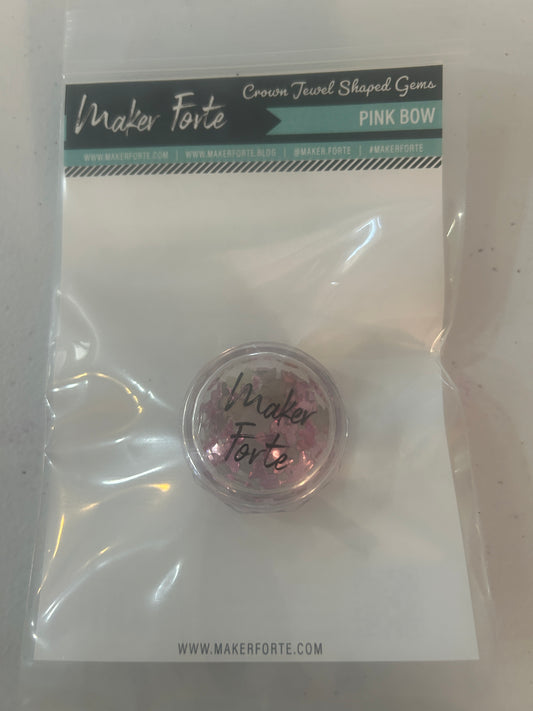 Maker Forte
Crown Jewel Shaped Gems
PINK BOW
WWW.MAKERFORTE.COM | WWW.MAKERFORTE.BLOG | @MAKER.FORTE | #MAKERFORTE
Maker
Forte
WWW.MAKERFORTE.COM